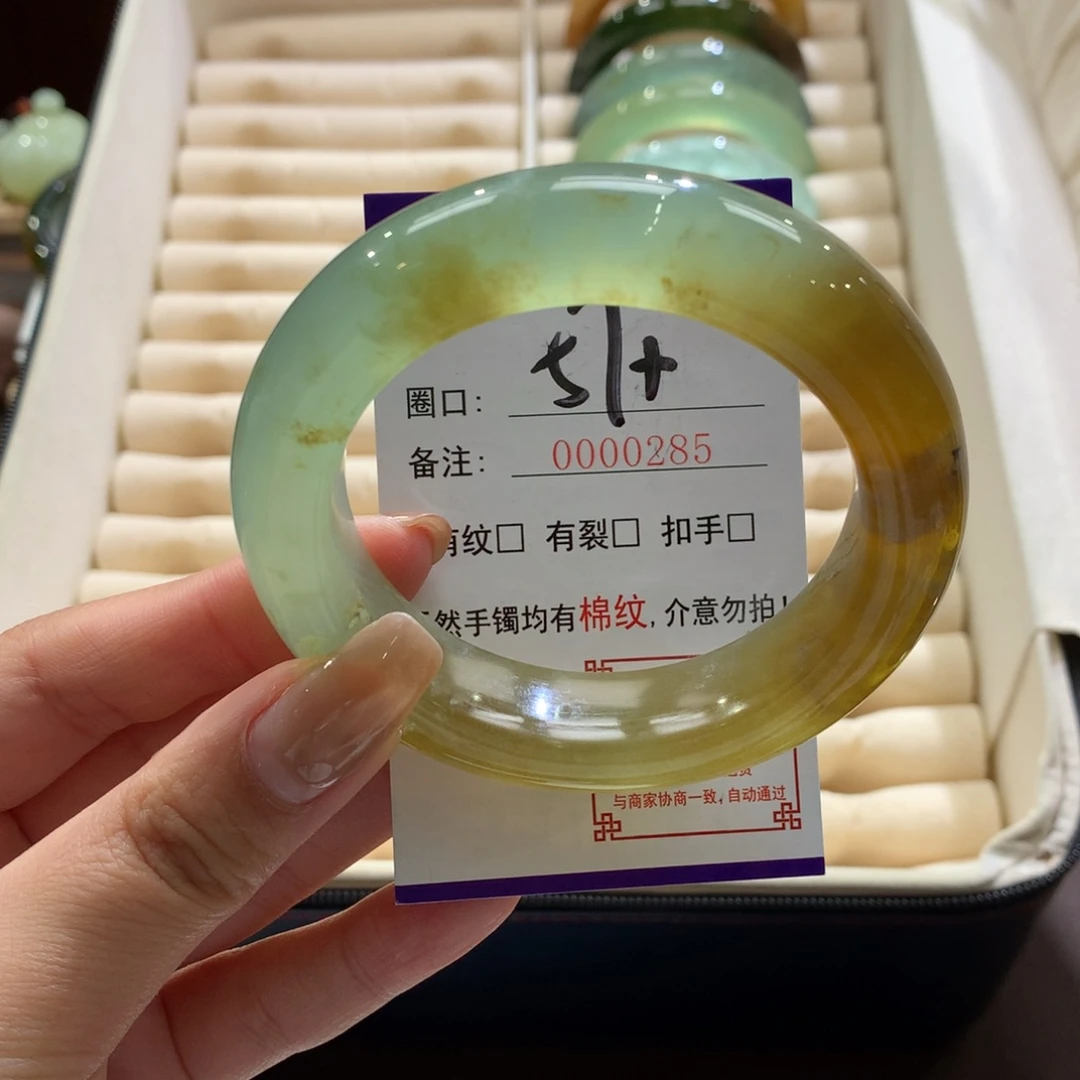 圈口:
备注: 0000285
有纹□ 有裂□ 扣手□
然手镯均有棉纹,介意勿拍!
与商家协商一致,自动通过